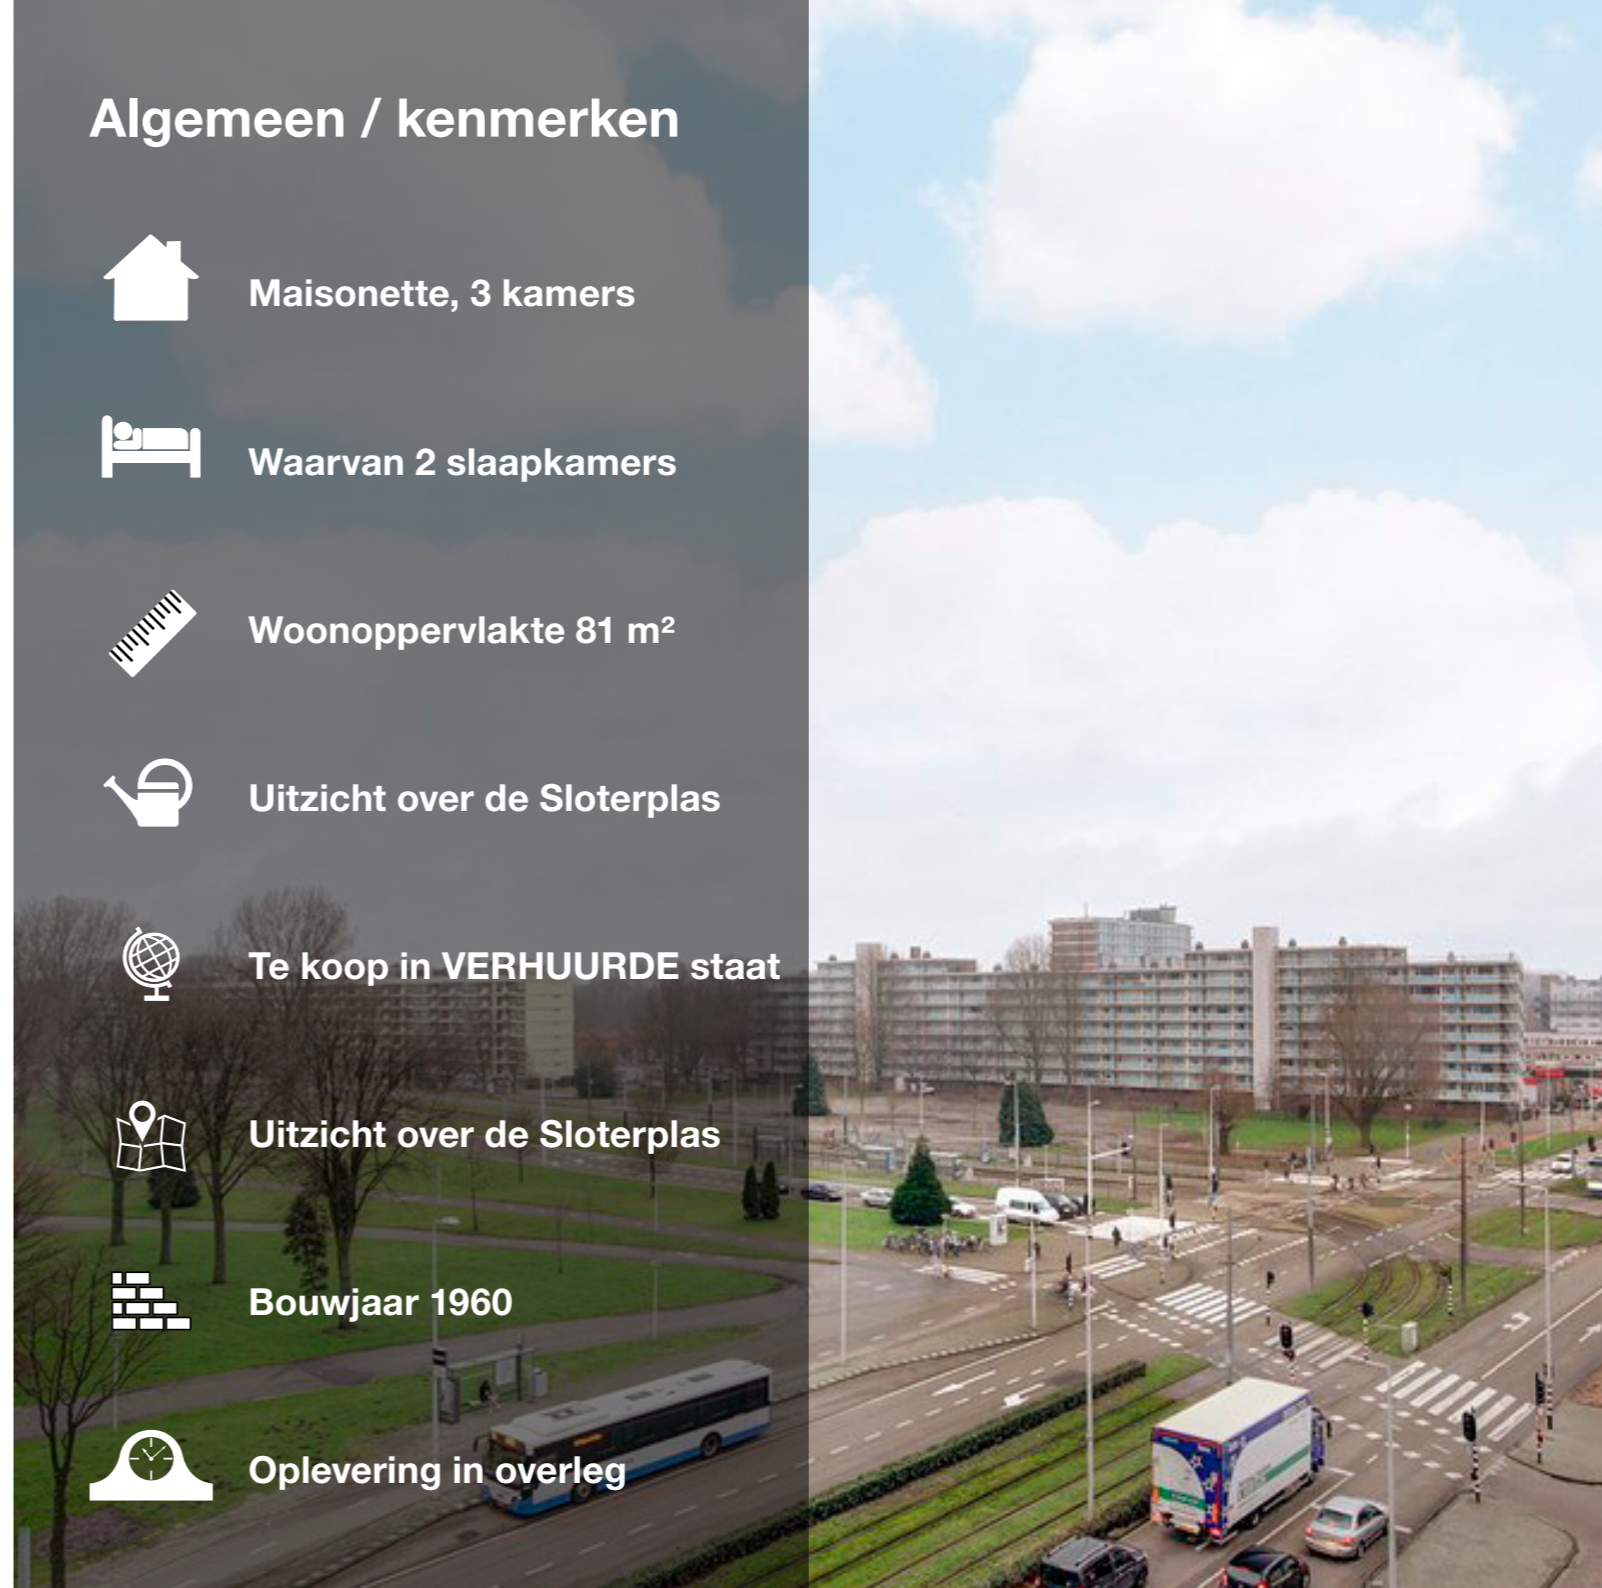 Algemeen / kenmerken
Maisonette, 3 kamers
Waarvan 2 slaapkamers
Woonoppervlakte 81 m²
Uitzicht over de Sloterplas
Te koop in VERHUURDE staat
Uitzicht over de Sloterplas
Bouwjaar 1960
Oplevering in overleg